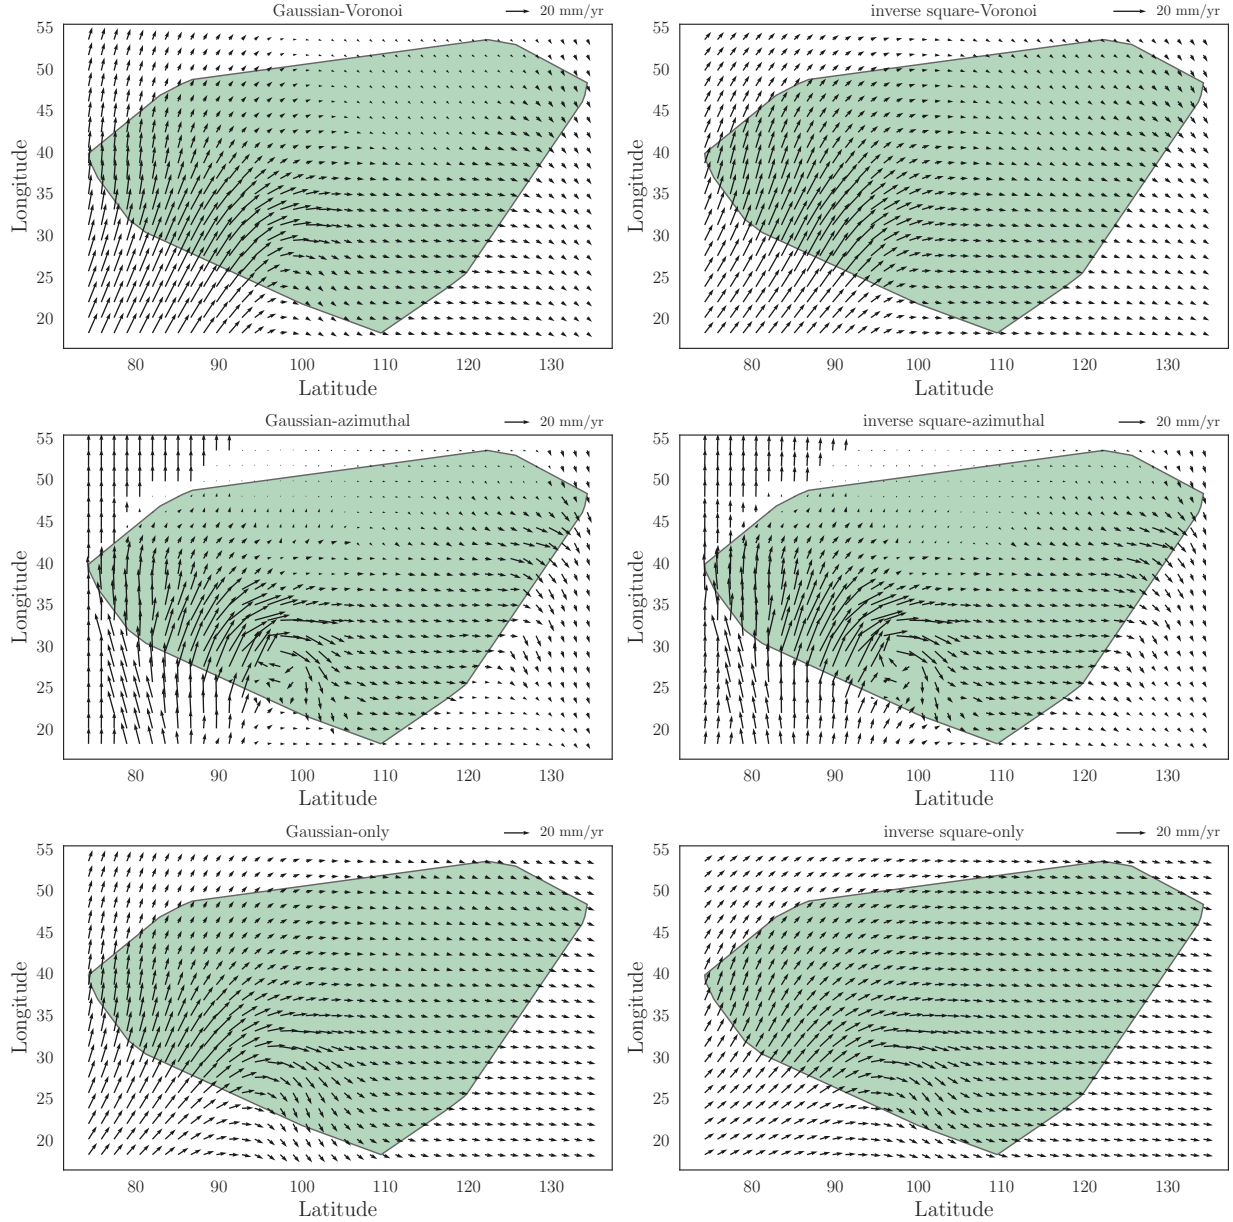 Gaussian-Voronoi
20 mm/yr
55
50
45
40
35
30
25
20
Longitude
80 90 100 110 120 130
Latitude
inverse square-Voronoi
20 mm/yr
55
50
45
40
35
30
25
20
Longitude
80 90 100 110 120 130
Latitude
Gaussian-azimuthal
20 mm/yr
55
50
45
40
35
30
25
20
Longitude
80 90 100 110 120 130
Latitude
inverse square-azimuthal
20 mm/yr
55
50
45
40
35
30
25
20
Longitude
80 90 100 110 120 130
Latitude
Gaussian-only
20 mm/yr
55
50
45
40
35
30
25
20
Longitude
80 90 100 110 120 130
Latitude
inverse square-only
20 mm/yr
55
50
45
40
35
30
25
20
Longitude
80 90 100 110 120 130
Latitude